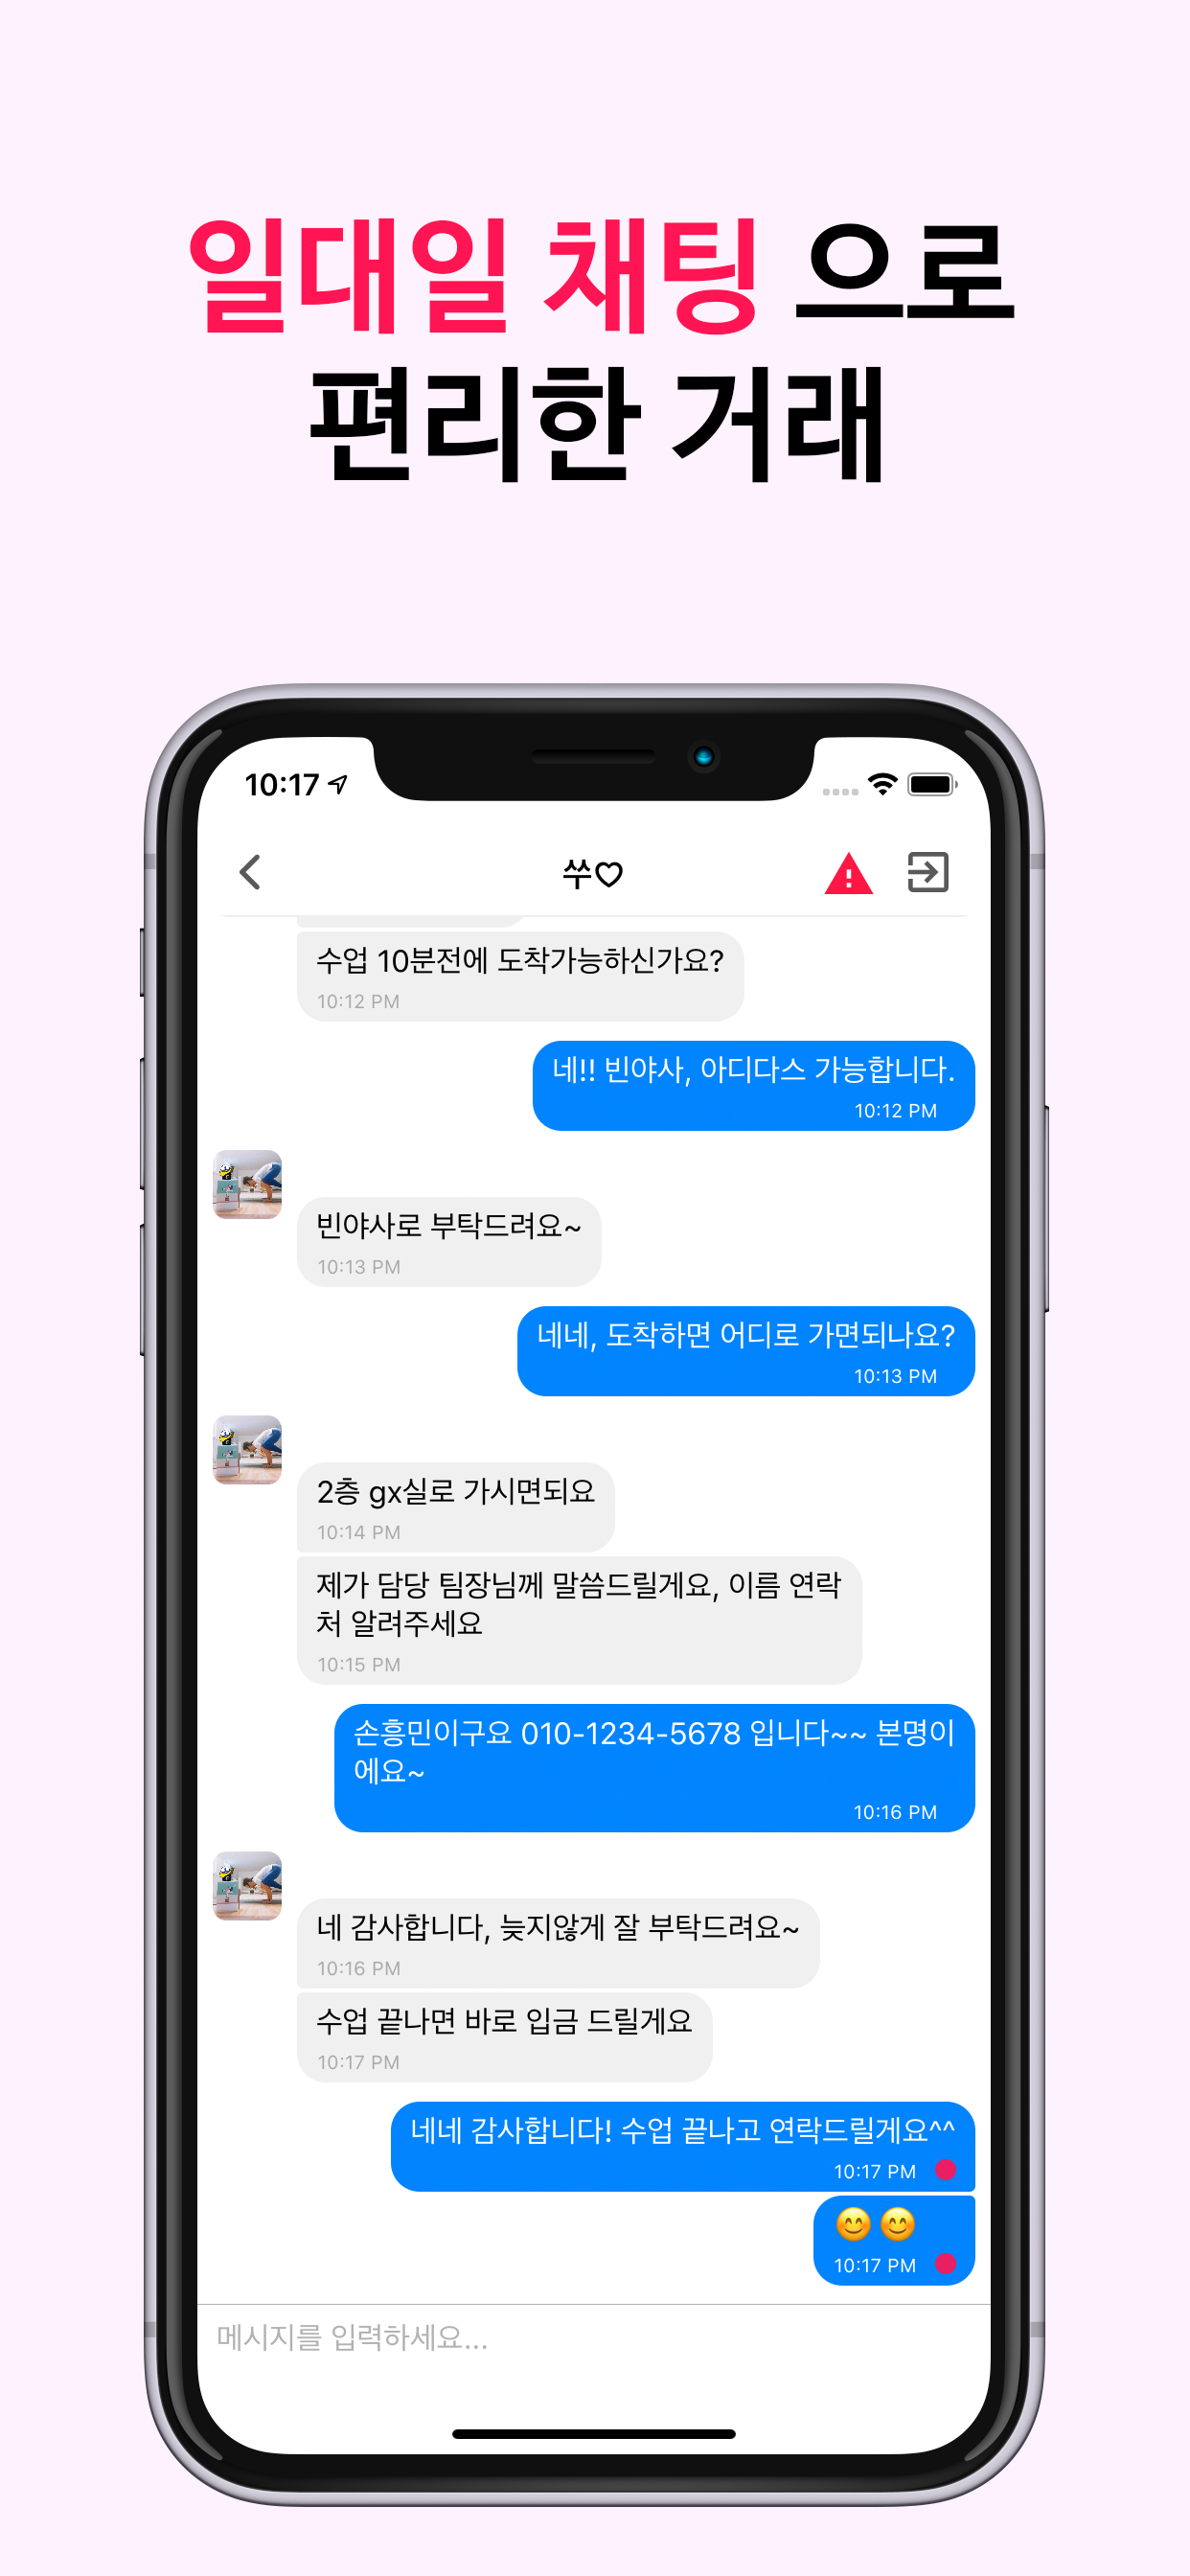 일대일 채팅 으로
편리한 거래
10:17
쑤♡
수업 10분전에 도착가능하신가요?
10:12 PM
네!! 빈야사, 아디다스 가능합니다.
10:12 PM
빈야사로 부탁드려요~
10:13 PM
네네, 도착하면 어디로 가면되나요?
10:13 PM
2층 gx실로 가시면되요
10:14 PM
제가 담당 팀장님께 말씀드릴게요, 이름 연락
처 알려주세요
10:15 PM
손흥민이구요 010-1234-5678 입니다~~ 본명이
에요~
10:16 PM
네 감사합니다, 늦지않게 잘 부탁드려요~
10:16 PM
수업 끝나면 바로 입금 드릴게요
10:17 PM
네네 감사합니다! 수업 끝나고 연락드릴게요^^
10:17 PM
😊😊
10:17 PM
메시지를 입력하세요...